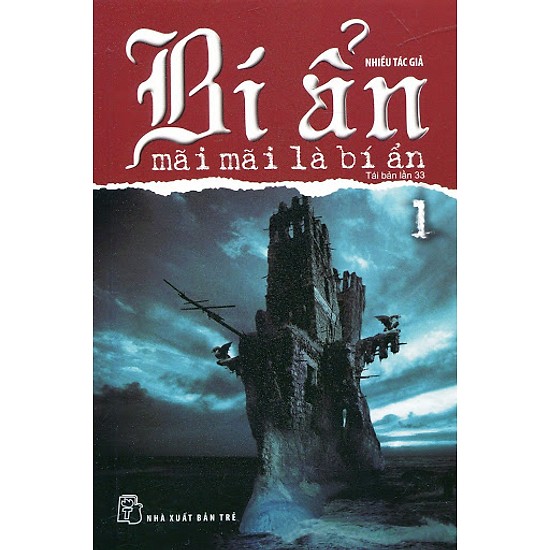 Bí ẩn
NHIỀU TÁC GIẢ
mãi mãi là bí ẩn
Tái bản lần 33
1
NHÀ XUẤT BẢN TRẺ